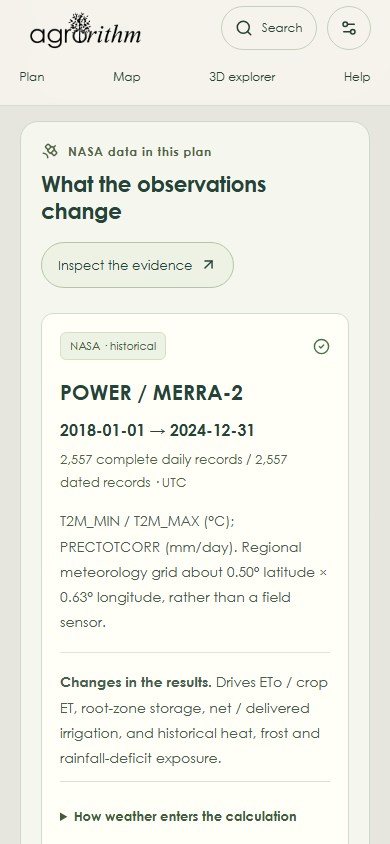 agrorithm
Search
Plan
Map
3D explorer
Help
NASA data in this plan
What the observations
change
Inspect the evidence
NASA · historical
POWER / MERRA-2
2018-01-01 → 2024-12-31
2,557 complete daily records / 2,557
dated records · UTC
T2M_MIN / T2M_MAX (°C);
PRECTOTCORR (mm/day). Regional
meteorology grid about 0.50° latitude ×
0.63° longitude, rather than a field
sensor.
Changes in the results. Drives ETo / crop
ET, root-zone storage, net / delivered
irrigation, and historical heat, frost and
rainfall-deficit exposure.
How weather enters the calculation